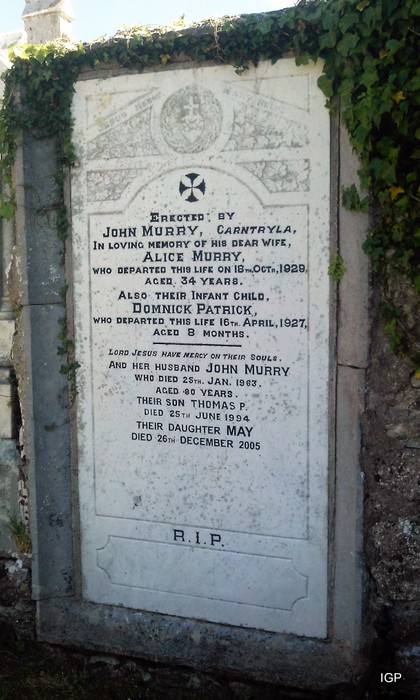 ERECTED BY
JOHN MURRY, CARNTRYLA,
IN LOVING MEMORY OF HIS DEAR WIFE,
ALICE MURRY,
WHO DEPARTED THIS LIFE ON 18TH. OCTH, 1929,
AGED 34 YEARS.
ALSO THEIR INFANT CHILD,
DOMNICK PATRICK,
WHO DEPARTED THIS LIFE 16TH. APRIL, 1927,
AGED 8 MONTHS.
LORD JESUS HAVE MERCY ON THEIR SOULS.
AND HER HUSBAND JOHN MURRY
WHO DIED 25TH. JAN. 1963.
AGED 80 YEARS.
THEIR SON THOMAS P.
DIED 25TH JUNE 1994
THEIR DAUGHTER MAY
DIED 26TH DECEMBER 2005
R.I.P.
IGP